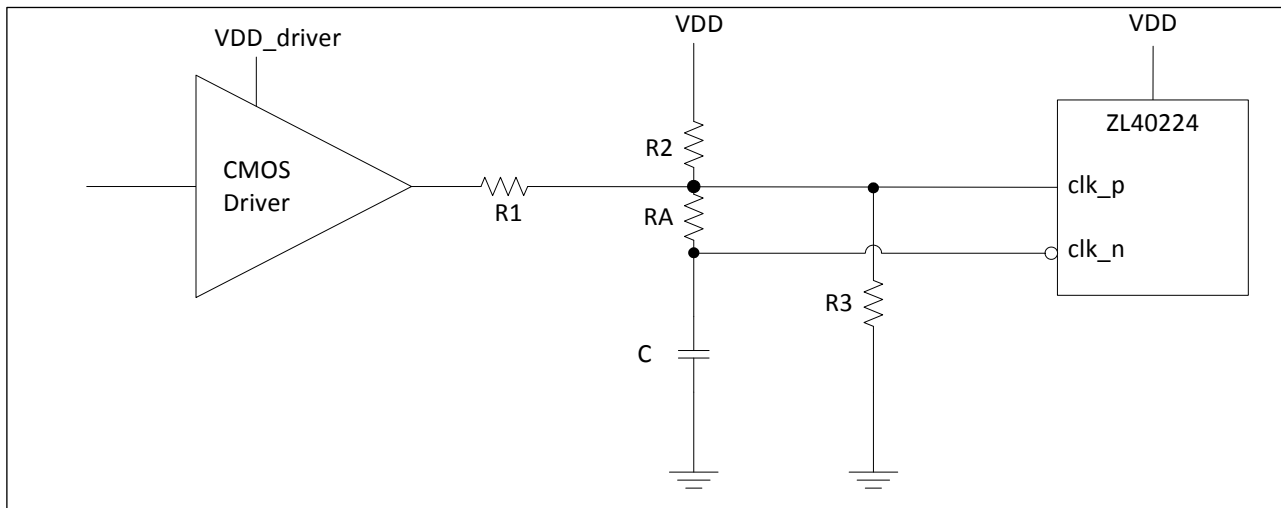 VDD_driver
VDD
VDD
CMOS
Driver
R1
R2
RA
C
R3
ZL40224
clk_p
clk_n